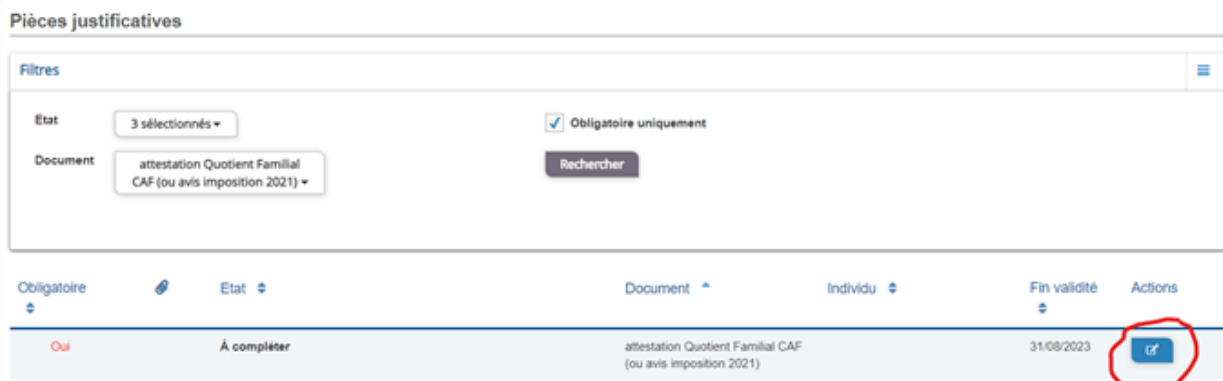 Pièces justificatives
Filtres
Etat
3 sélectionnés
Obligatoire uniquement
Document
attestation Quotient Familial
CAF (ou avis imposition 2021)
Rechercher
Obligatoire Etat Document Individu Fin validité Actions
Oui À compléter attestation Quotient Familial CAF 31/08/2023
(ou avis imposition 2021)